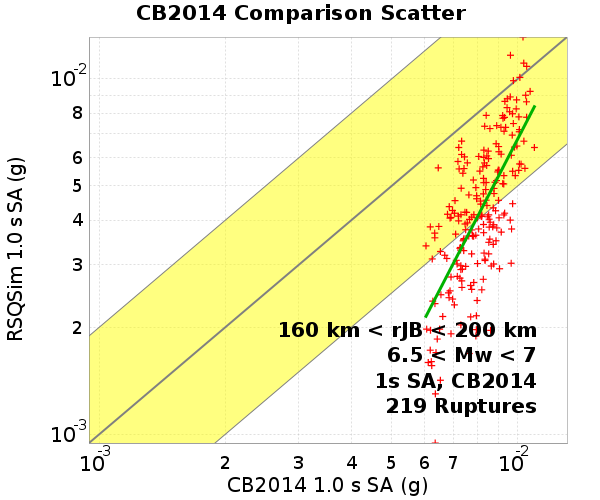 CB2014 Comparison Scatter
RSQSim 1.0 s SA (g)
10^-2
8
6
5
4
3
2
10^-3
160 km < rJB < 200 km
6.5 < Mw < 7
1s SA, CB2014
219 Ruptures
10^-3 2 3 4 5 6 7 10^-2
CB2014 1.0 s SA (g)